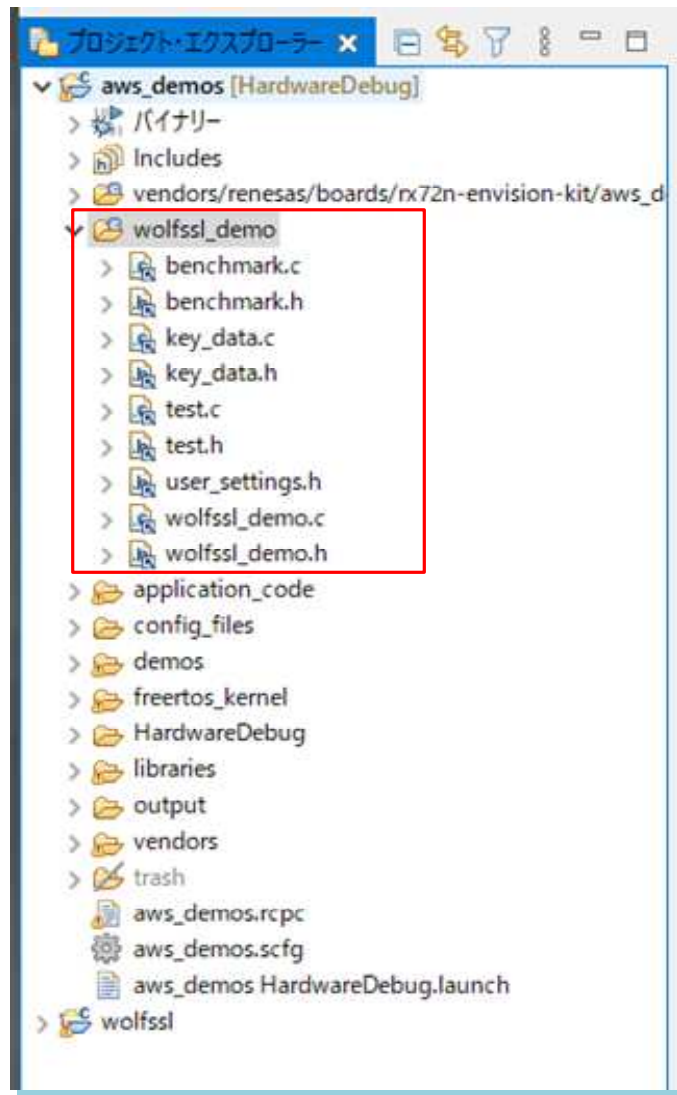 プロジェクト・エクスプローラー
aws_demos [HardwareDebug]
バイナリー
Includes
vendors/renesas/boards/rx72n-envision-kit/aws_d
wolfssl_demo
benchmark.c
benchmark.h
key_data.c
key_data.h
test.c
test.h
user_settings.h
wolfssl_demo.c
wolfssl_demo.h
application_code
config_files
demos
freertos_kernel
HardwareDebug
libraries
output
vendors
trash
aws_demos.rcpc
aws_demos.scfg
aws_demos HardwareDebug.launch
wolfssl